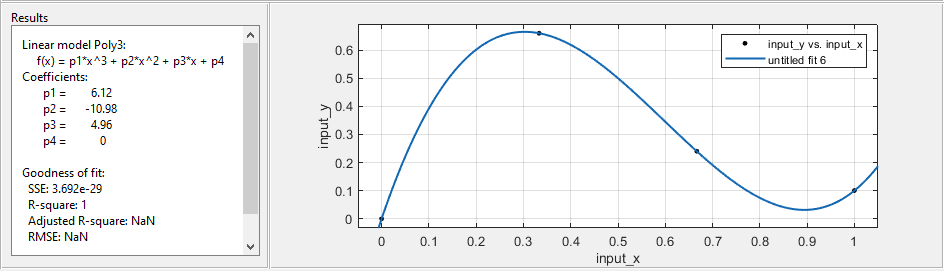 Results
Linear model Poly3:
f(x) = p1*x^3 + p2*x^2 + p3*x + p4
Coefficients:
p1 = 6.12
p2 = -10.98
p3 = 4.96
p4 = 0
Goodness of fit:
SSE: 3.692e-29
R-square: 1
Adjusted R-square: NaN
RMSE: NaN
input_y
0.6
0.5
0.4
0.3
0.2
0.1
0
input_y vs. input_x
untitled fit 6
0 0.1 0.2 0.3 0.4 0.5 0.6 0.7 0.8 0.9 1
input_x